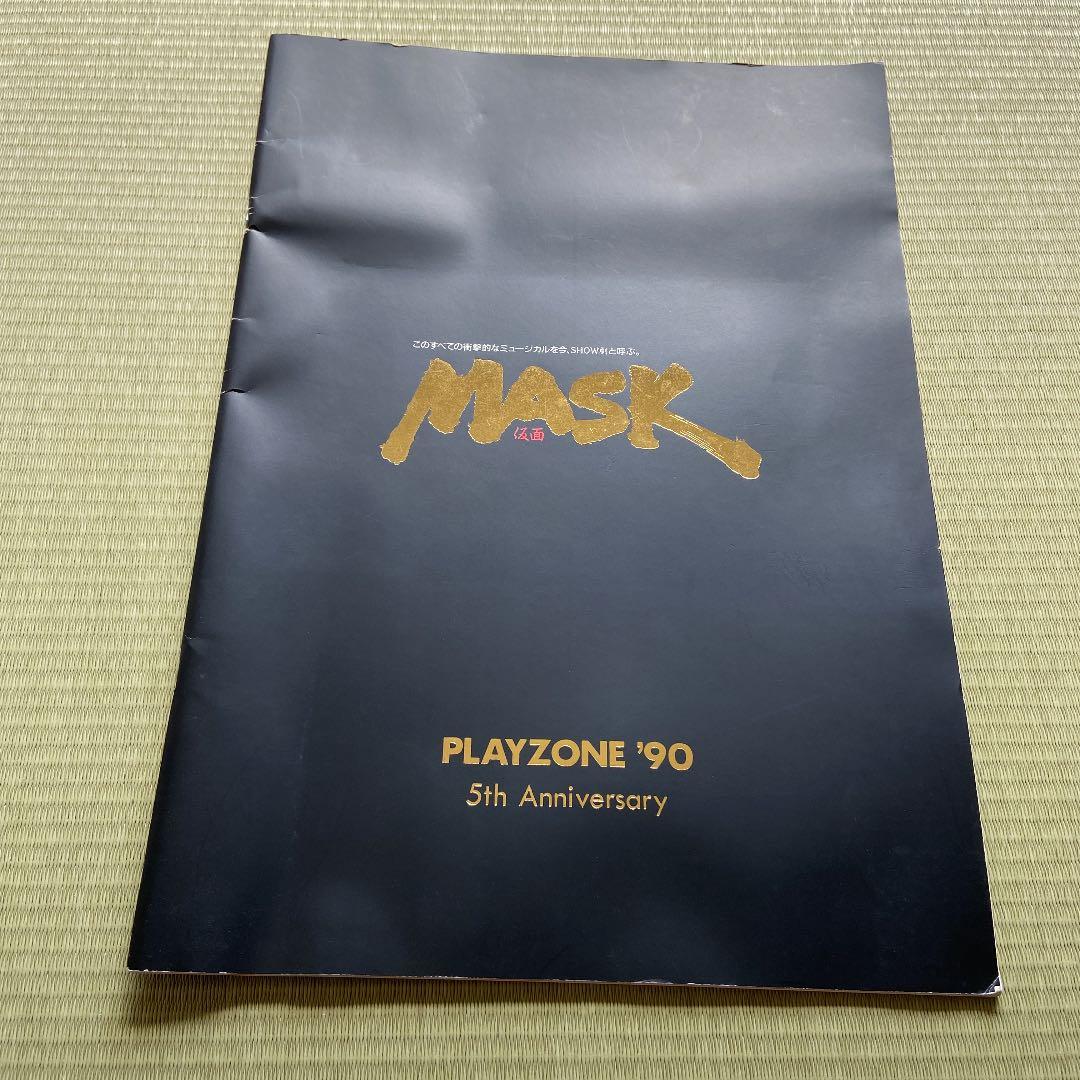 このすべての衝撃的なミュージカルを今、SHOW劇と呼ぶ。
MASK
仮面
PLAYZONE '90
5th Anniversary